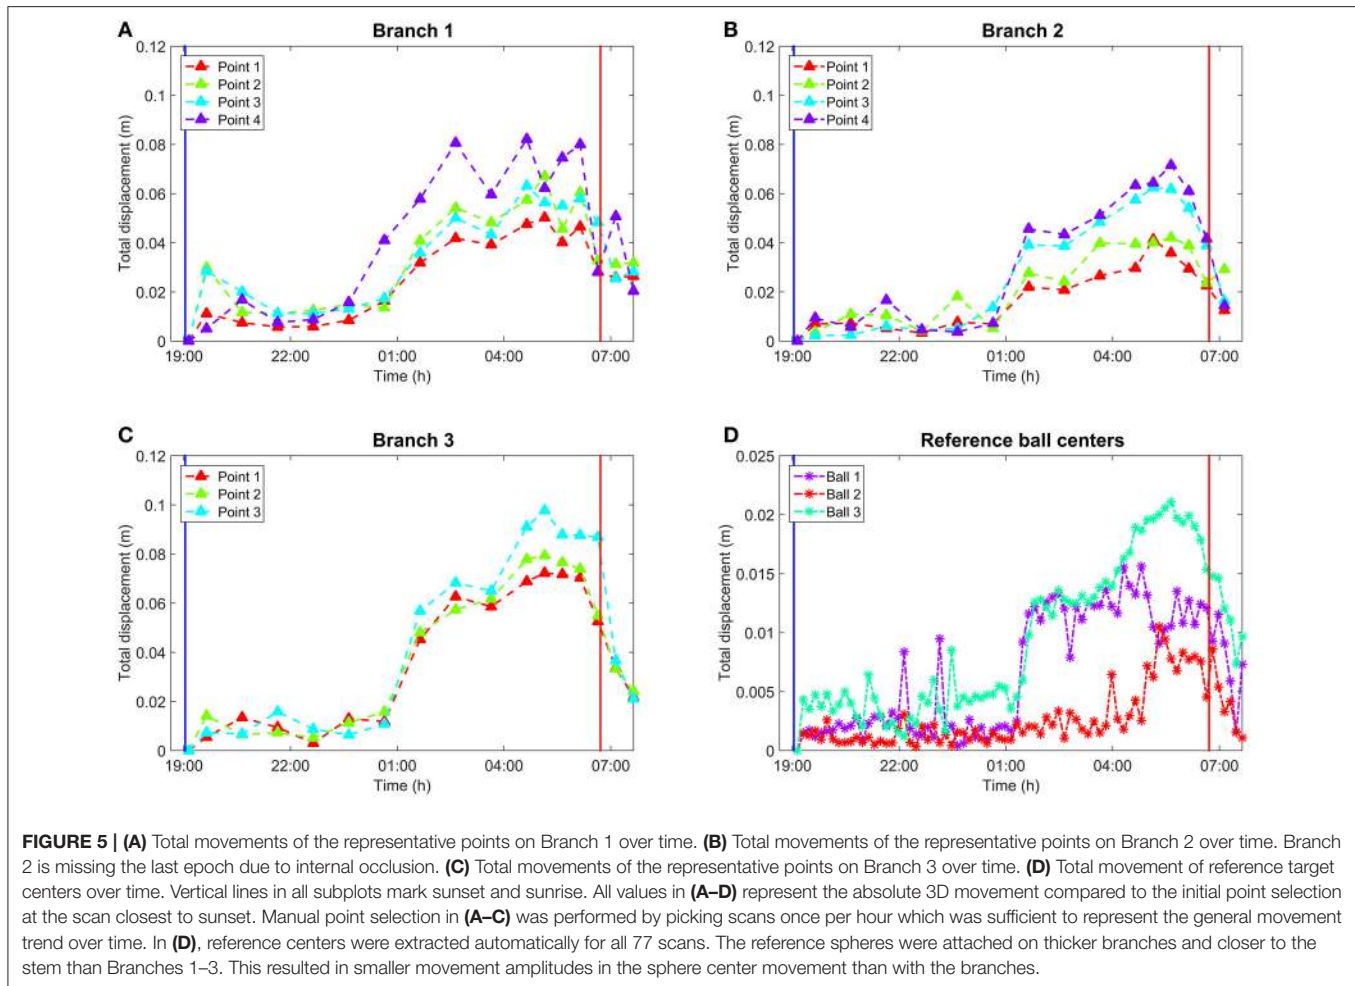 A
Branch 1
0.12
0.1
0.08
0.06
0.04
0.02
0
Total displacement (m)
Point 1
Point 2
Point 3
Point 4
19:00 22:00 01:00 04:00 07:00
Time (h)
B
Branch 2
0.12
0.1
0.08
0.06
0.04
0.02
0
Total displacement (m)
Point 1
Point 2
Point 3
Point 4
19:00 22:00 01:00 04:00 07:00
Time (h)
C
Branch 3
0.12
0.1
0.08
0.06
0.04
0.02
0
Total displacement (m)
Point 1
Point 2
Point 3
19:00 22:00 01:00 04:00 07:00
Time (h)
D
Reference ball centers
0.025
0.02
0.015
0.01
0.005
0
Total displacement (m)
Ball 1
Ball 2
Ball 3
19:00 22:00 01:00 04:00 07:00
Time (h)
FIGURE 5 | (A) Total movements of the representative points on Branch 1 over time. (B) Total movements of the representative points on Branch 2 over time. Branch
2 is missing the last epoch due to internal occlusion. (C) Total movements of the representative points on Branch 3 over time. (D) Total movement of reference target
centers over time. Vertical lines in all subplots mark sunset and sunrise. All values in (A–D) represent the absolute 3D movement compared to the initial point selection
at the scan closest to sunset. Manual point selection in (A–C) was performed by picking scans once per hour which was sufficient to represent the general movement
trend over time. In (D), reference centers were extracted automatically for all 77 scans. The reference spheres were attached on thicker branches and closer to the
stem than Branches 1–3. This resulted in smaller movement amplitudes in the sphere center movement than with the branches.